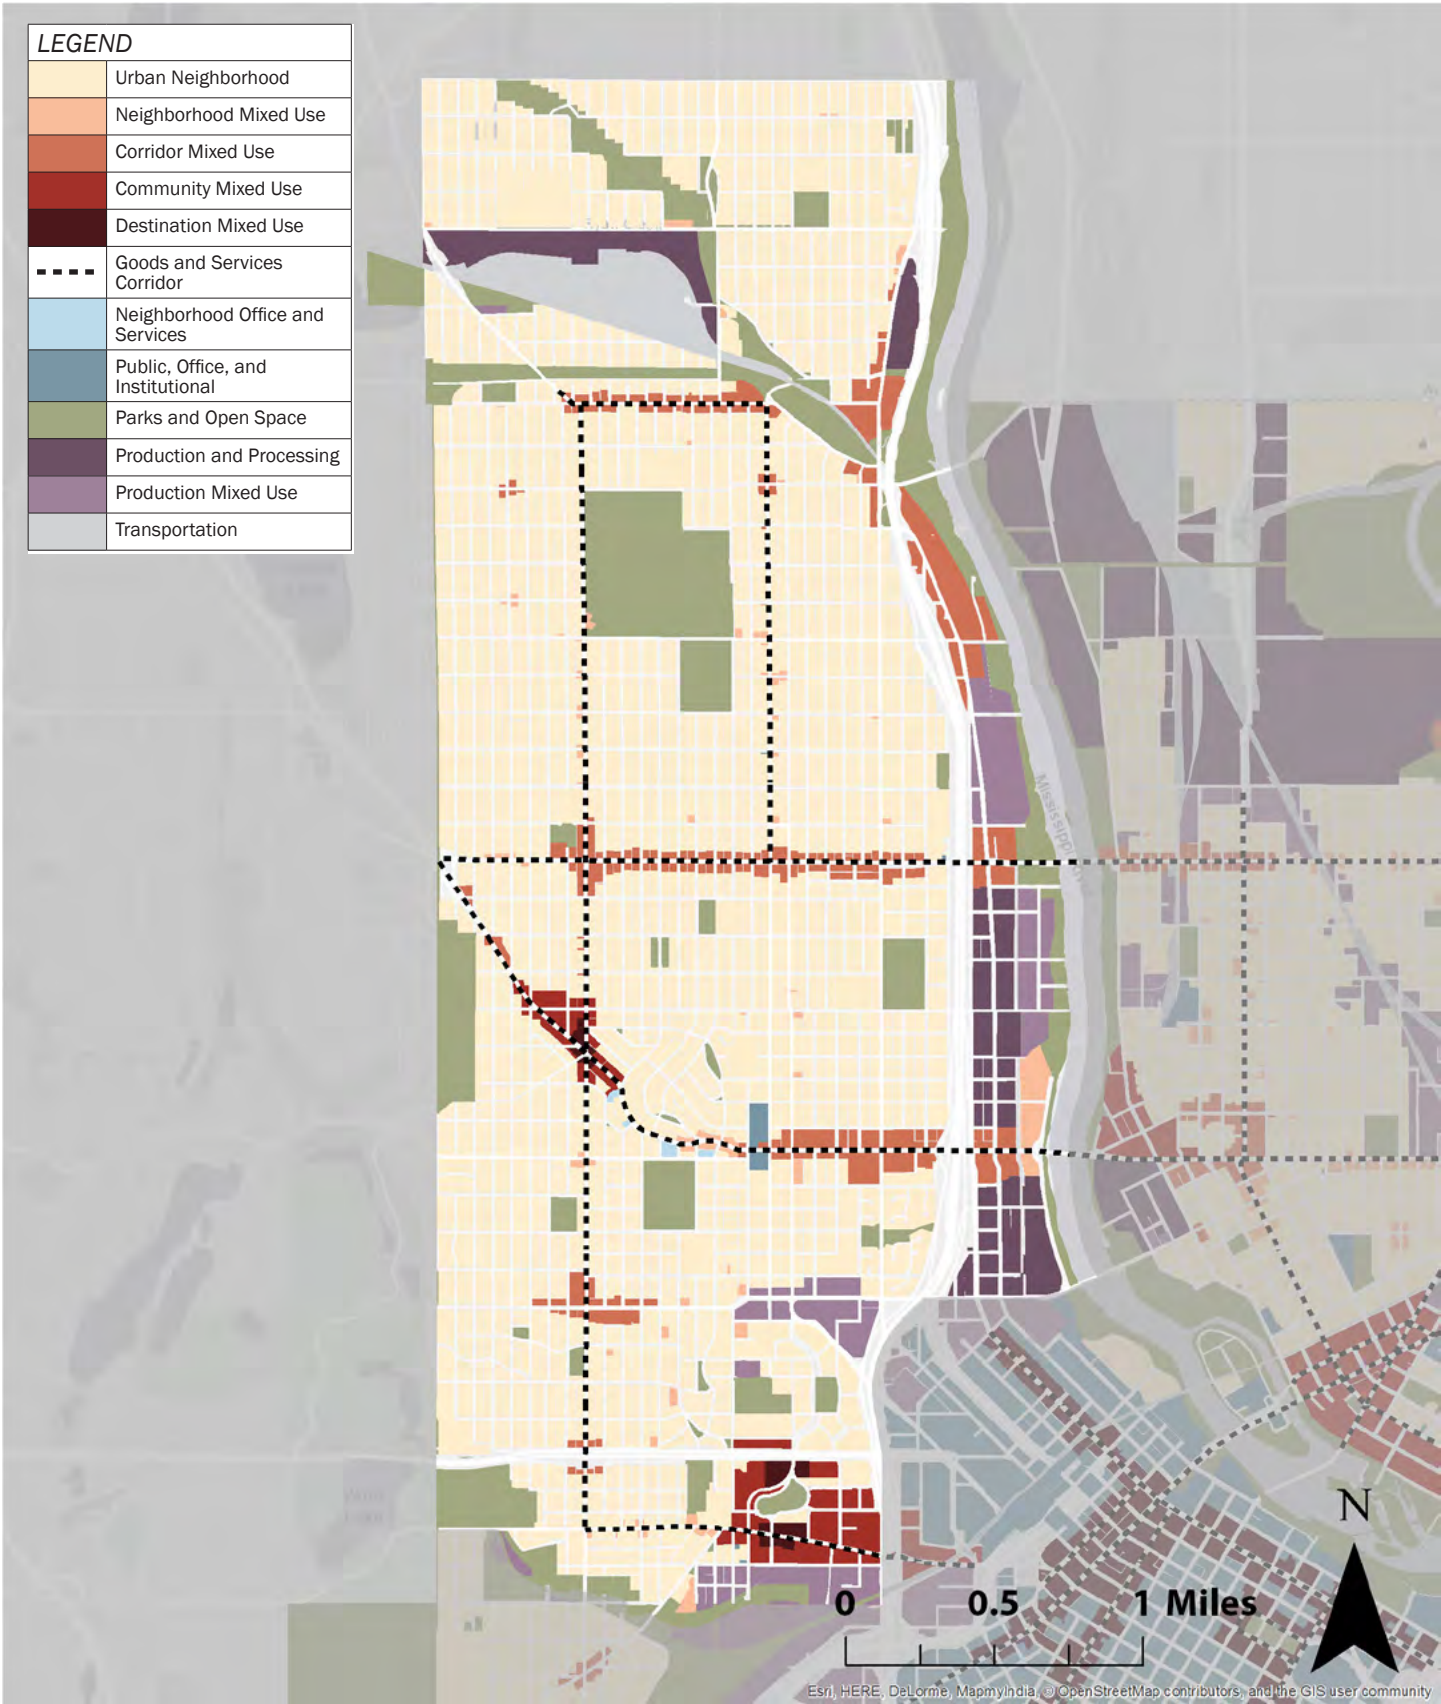 LEGEND
Urban Neighborhood
Neighborhood Mixed Use
Corridor Mixed Use
Community Mixed Use
Destination Mixed Use
Goods and Services
Corridor
Neighborhood Office and
Services
Public, Office, and
Institutional
Parks and Open Space
Production and Processing
Production Mixed Use
Transportation
Mississippi
N
0 0.5 1 Miles
Esri, HERE, DeLorme, MapmyIndia, © OpenStreetMap contributors, and the GIS user community